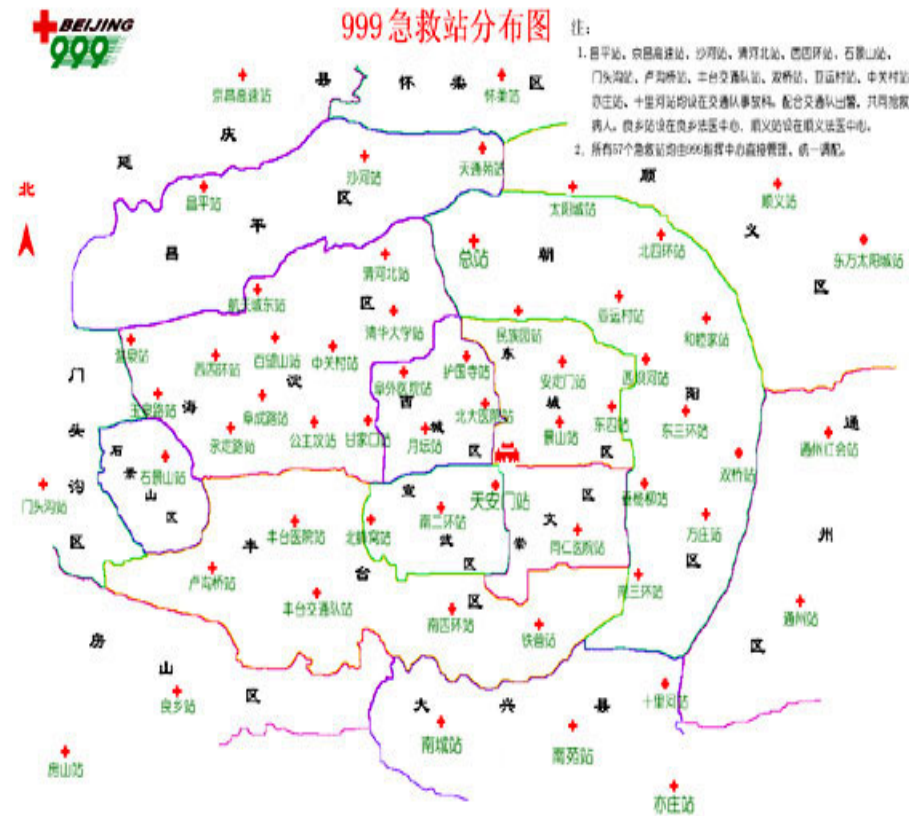 BEIJING
999
999急救站分布图
注:
1.昌平站、京昌高速站、沙河站、清河北站、西四环站、石景山站、
门头沟站、卢沟桥站、丰台交通队站、双桥站、亚运村站、中关村站
亦庄站、十里河站均设在交通队事故科。配合交通队出警、共同抢救
病人。良乡站设在良乡法医中心、顺义站设在顺义法医中心。
2、所有57个急救站均由999指挥中心直接管理、统一调配。
京昌高速站
县
怀柔区
怀柔站
延庆
北
昌平站
沙河站
天通苑站
太阳城站
顺义区
顺义站
东方太阳城站
昌平区
总站
朝
北四环站
清河北站
航天城东站
区
清华大学站
民族园站
亚运村站
和睦家站
温泉站
西四环站
百望山站
中关村站
阜外医院站
护国寺站
东
安定门站
门头沟区
玉泉路站
海淀
阜成路站
西城区
北大医院站
城区
东四站
阳
东三环站
永定路站
公主坟站
甘家口站
月坛站
景山站
通州
通州仁会站
石景山区
石景山站
双桥站
门头沟站
天安门站
宣武区
南二环站
崇文区
垂杨柳站
丰台医院站
同仁医院站
万庄站
区
丰台区
卢沟桥站
丰台交通队站
南三环站
南四环站
铁营站
通州站
区
房山区
良乡站
大兴县
十里河站
南城站
南苑站
房山站
亦庄站